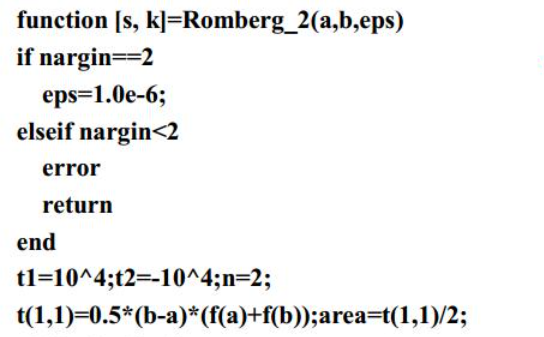 function [s, k]=Romberg_2(a,b,eps)
if nargin==2
eps=1.0e-6;
elseif nargin<2
error
return
end
t1=10^4;t2=-10^4;n=2;
t(1,1)=0.5*(b-a)*(f(a)+f(b));area=t(1,1)/2;